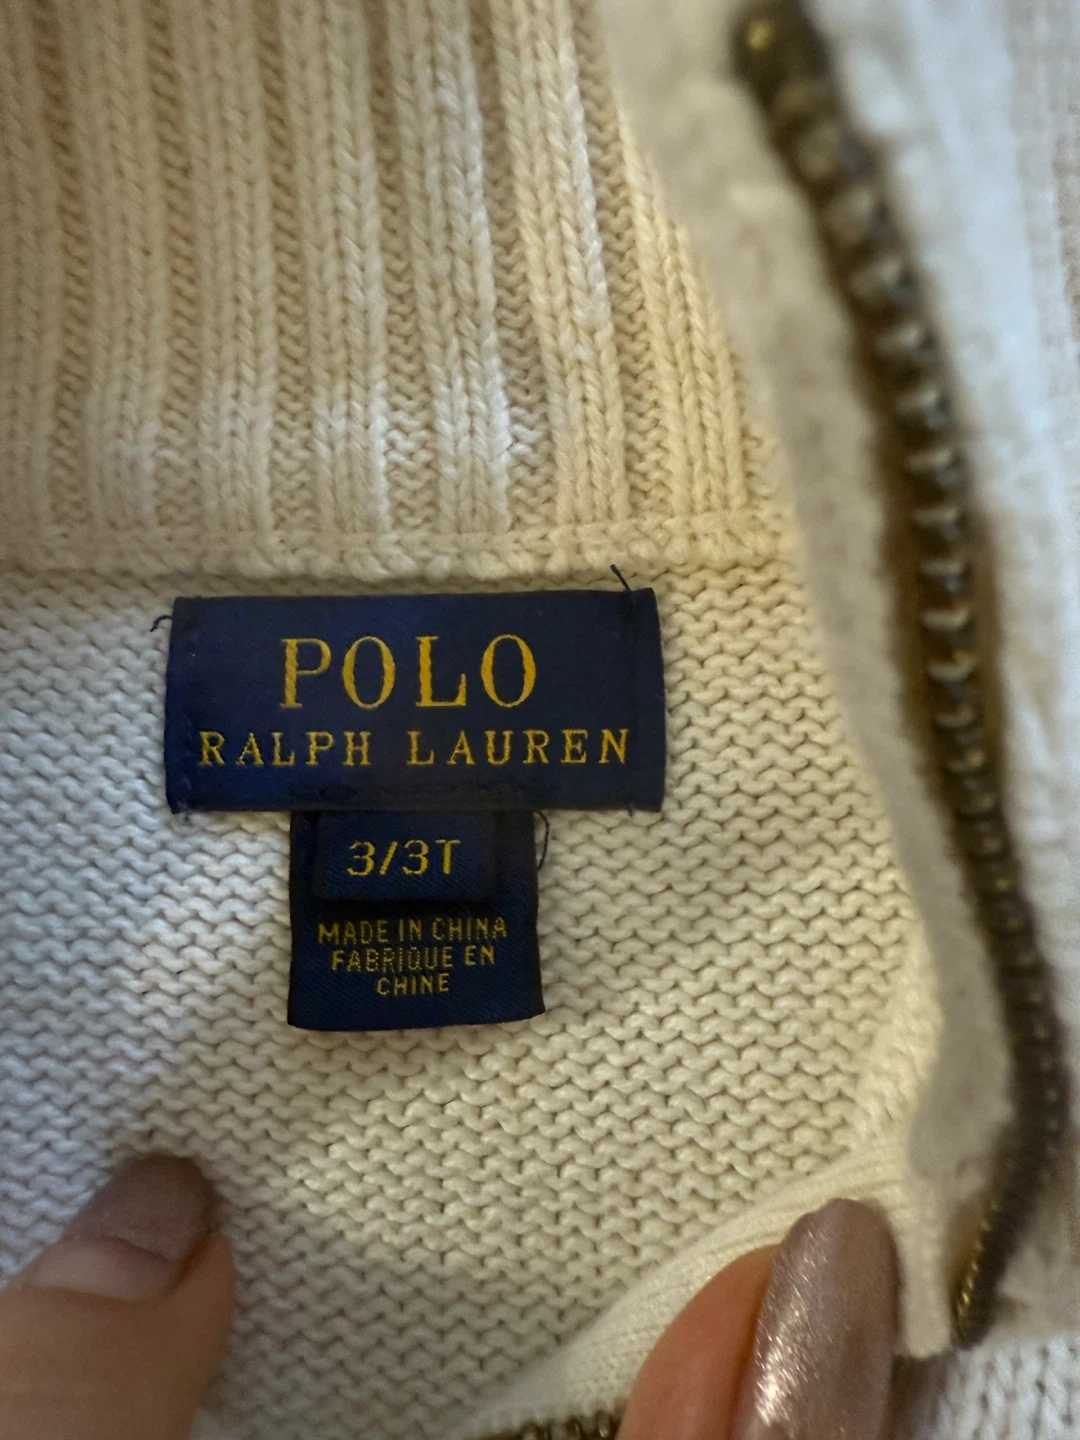 POLO
RALPH LAUREN
3/3T
MADE IN CHINA
FABRIQUE EN
CHINE